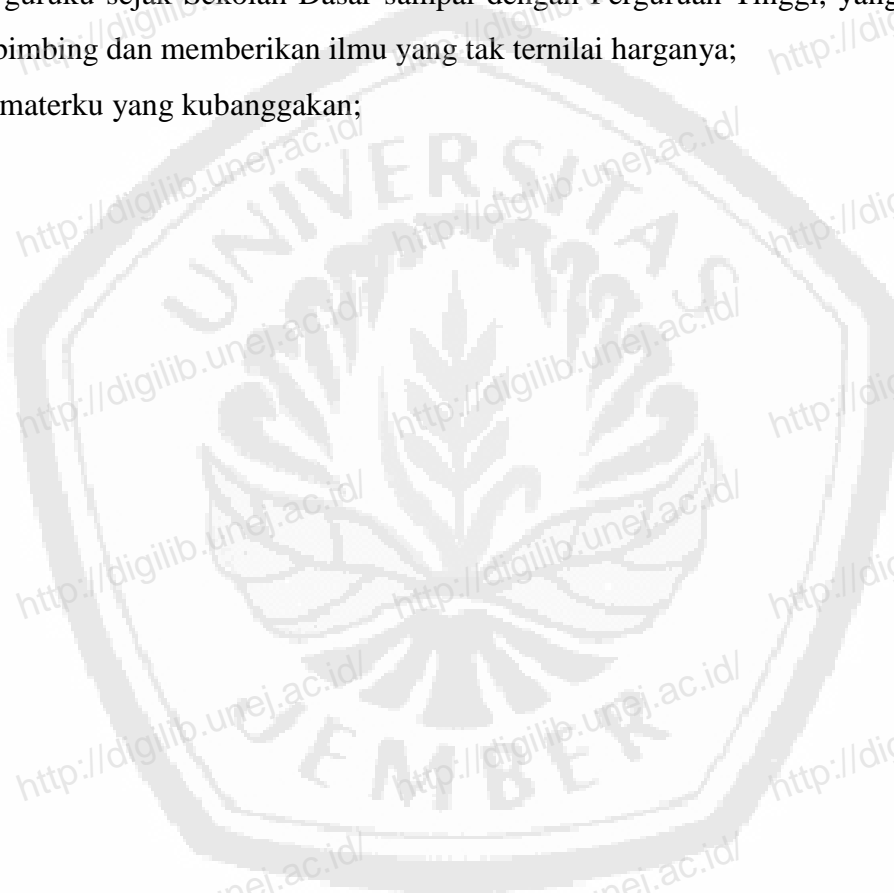 guruku sejak Sekolah Dasar sampai dengan Perguruan Tinggi, yang
bimbing dan memberikan ilmu yang tak ternilai harganya;
materku yang kubanggakan;
UNIVERSITAS
JEMBER
http://digilib.unej.ac.id/
http://digilib.unej.ac.id/
http://digilib.unej.ac.id/
http://digilib.unej.ac.id/
http://digilib.unej.ac.id/
http://digilib.unej.ac.id/
http://digilib.unej.ac.id/
http://digilib.unej.ac.id/